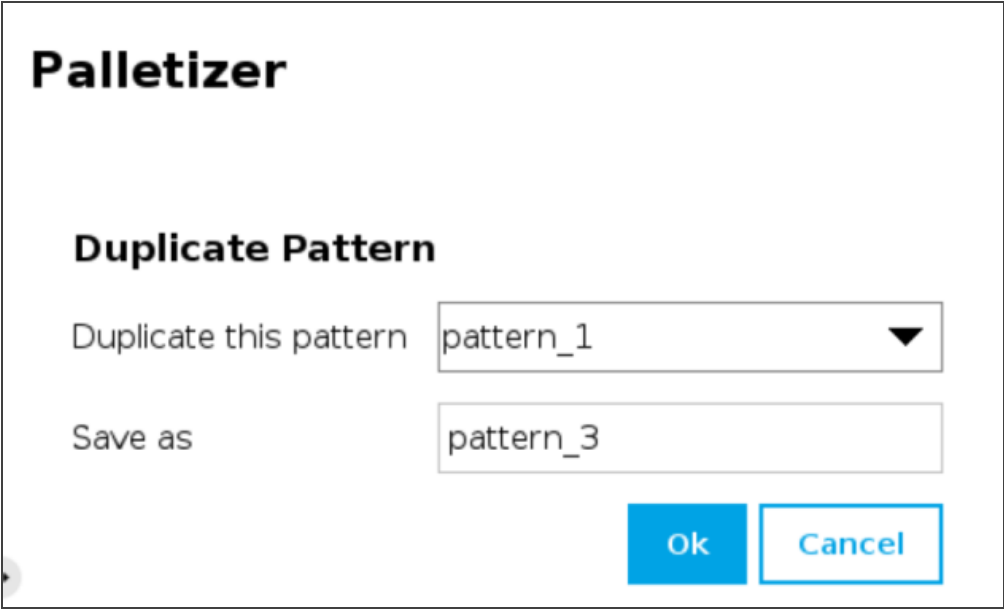 Palletizer
Duplicate Pattern
Duplicate this pattern pattern_1
Save as pattern_3
Ok Cancel